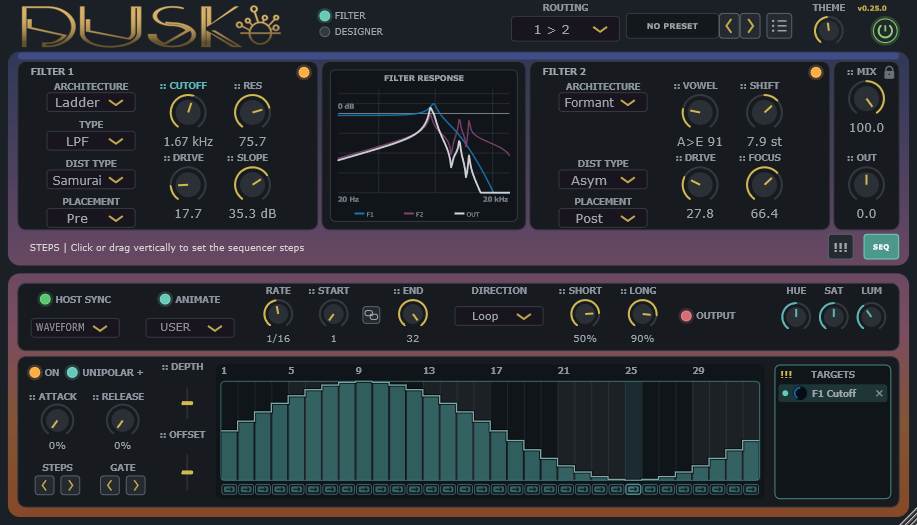 DUSK
FILTER
DESIGNER
ROUTING
1 > 2
NO PRESET
THEME
v0.25.0
FILTER 1
ARCHITECTURE
Ladder
TYPE
LPF
DIST TYPE
Samurai
PLACEMENT
Pre
:: CUTOFF
1.67 kHz
:: RES
75.7
:: DRIVE
17.7
:: SLOPE
35.3 dB
FILTER RESPONSE
0 dB
20 Hz
20 kHz
F1
F2
OUT
FILTER 2
ARCHITECTURE
Formant
DIST TYPE
Asym
PLACEMENT
Post
:: VOWEL
A>E 91
:: SHIFT
7.9 st
:: DRIVE
27.8
:: FOCUS
66.4
:: MIX
100.0
:: OUT
0.0
STEPS | Click or drag vertically to set the sequencer steps
!!!
SEQ
HOST SYNC
WAVEFORM
ANIMATE
USER
RATE
1/16
:: START
1
:: END
32
DIRECTION
Loop
:: SHORT
50%
:: LONG
90%
OUTPUT
HUE
SAT
LUM
ON
UNIPOLAR +
:: ATTACK
0%
:: RELEASE
0%
STEPS
GATE
:: DEPTH
:: OFFSET
1 5 9 13 17 21 25 29
!!! TARGETS
F1 Cutoff